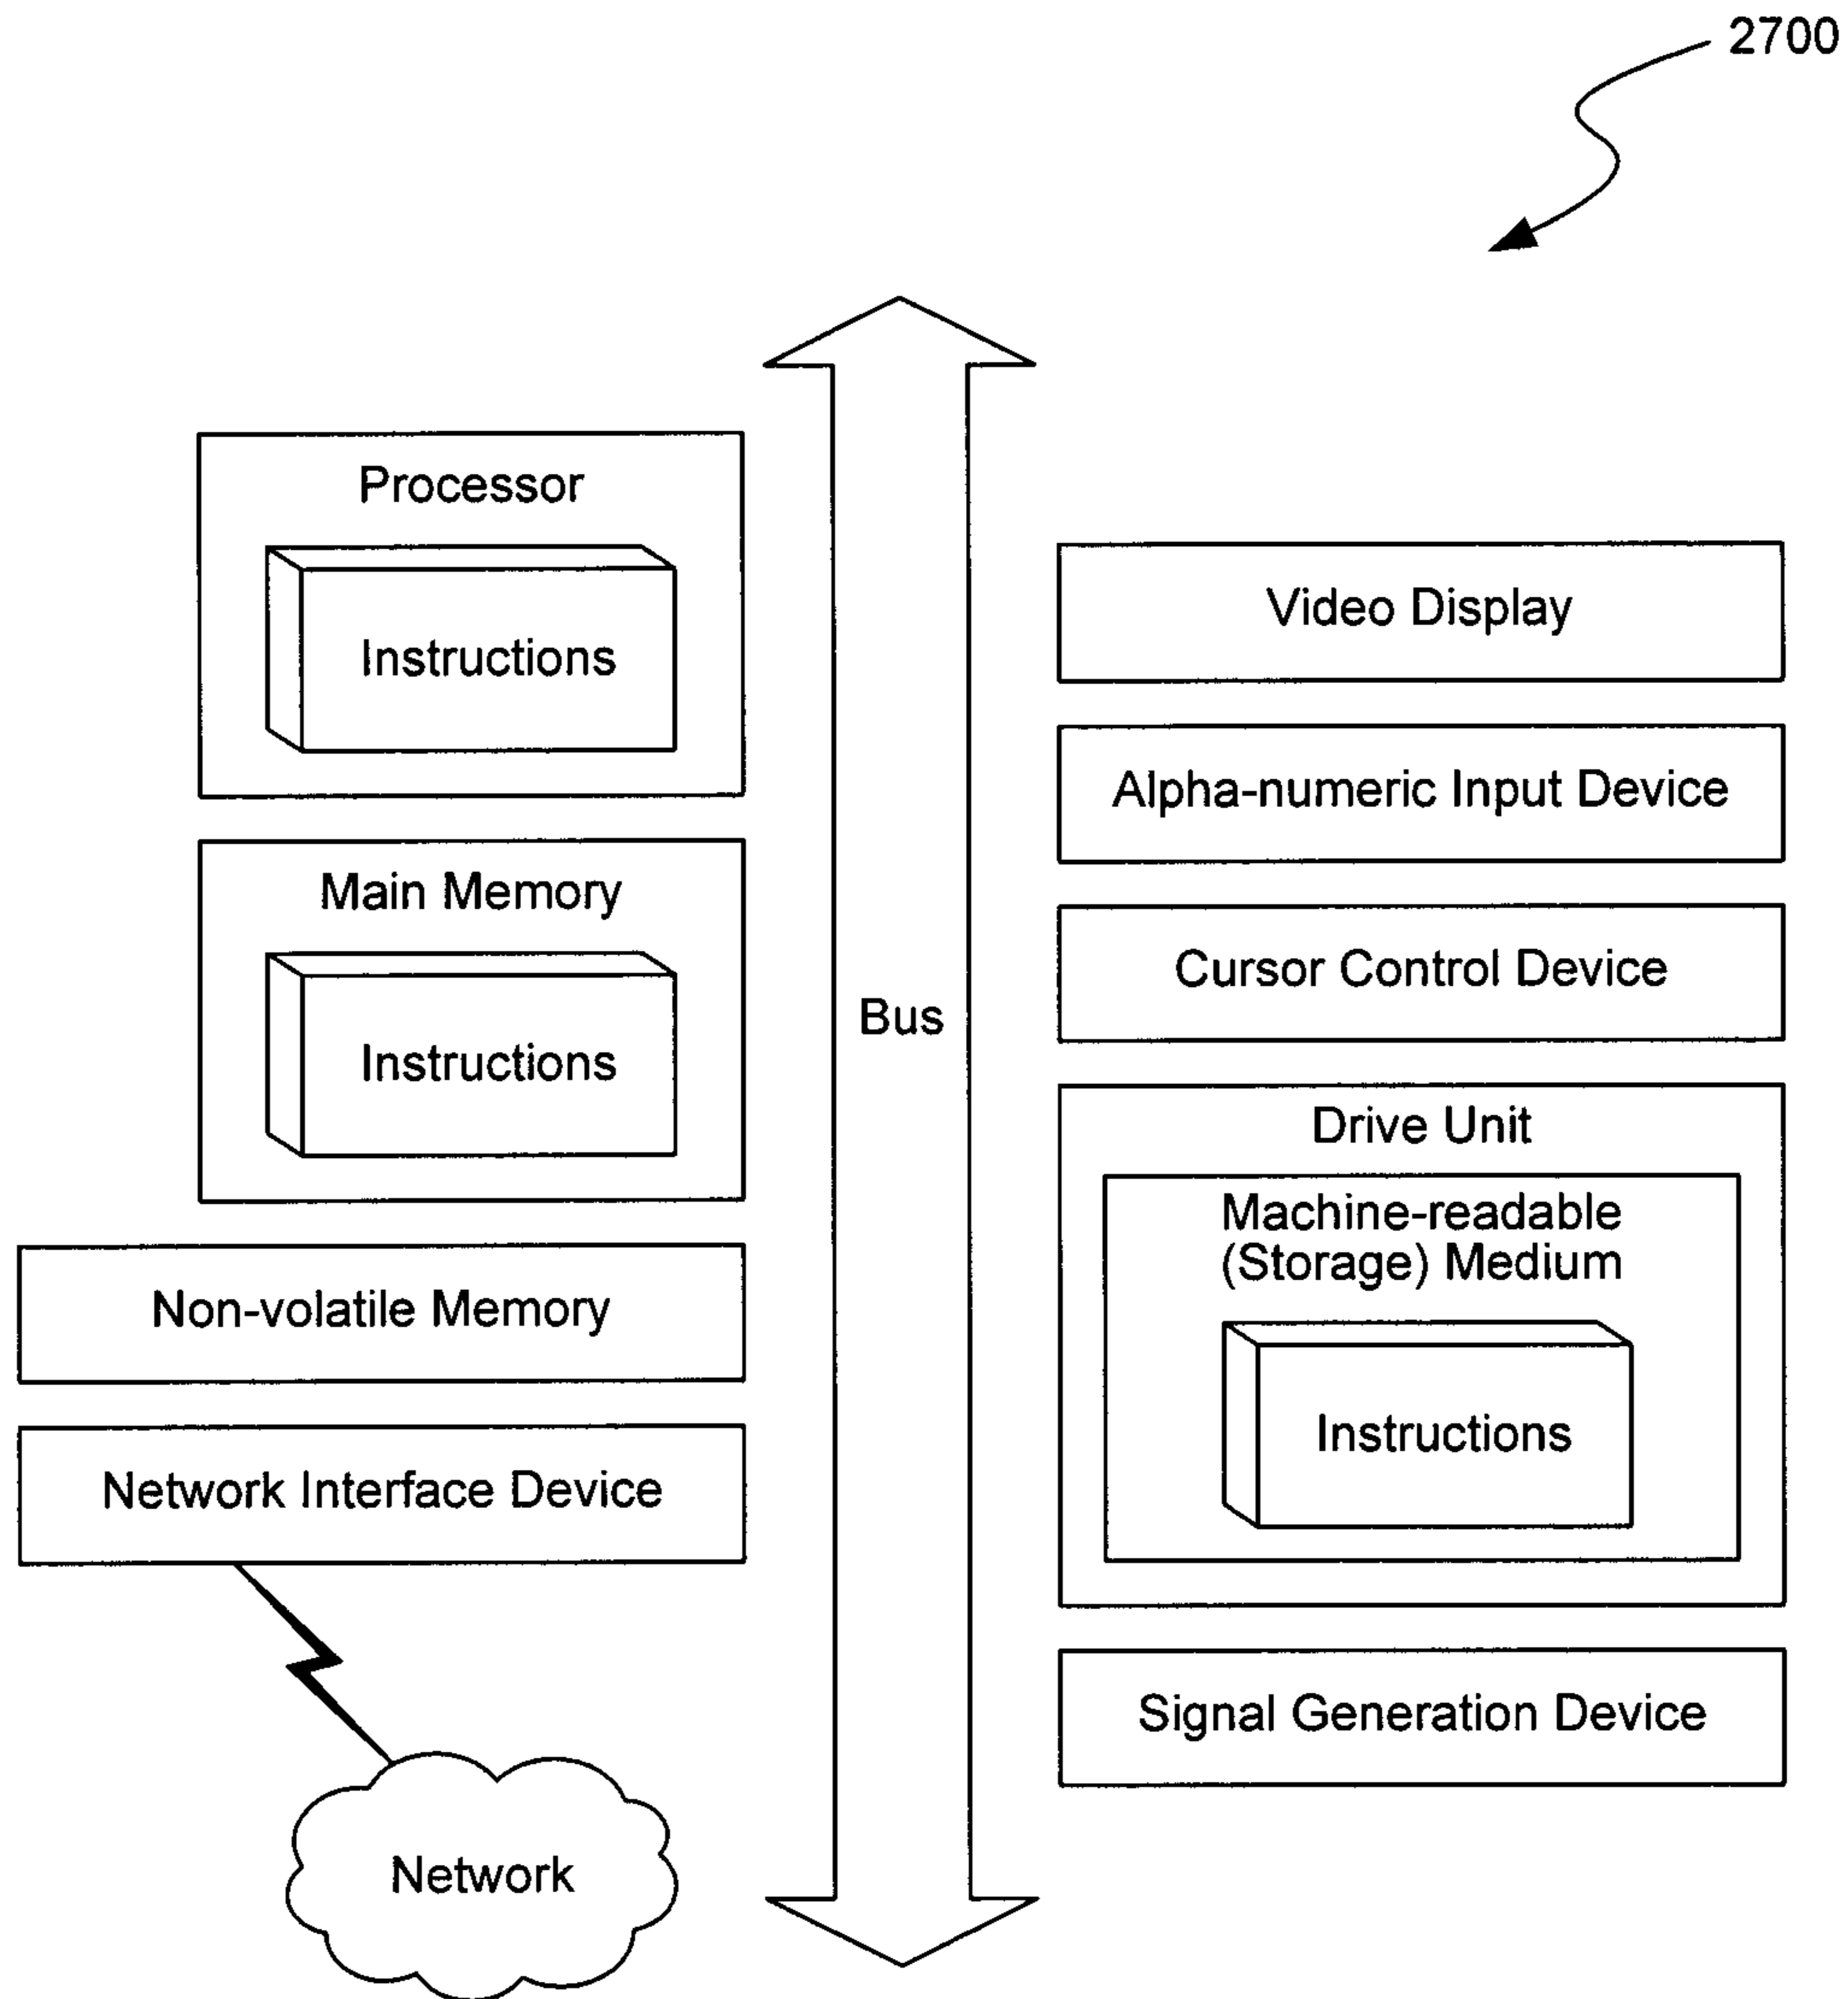 2700
Processor
Instructions
Main Memory
Instructions
Non-volatile Memory
Network Interface Device
Network
Bus
Video Display
Alpha-numeric Input Device
Cursor Control Device
Drive Unit
Machine-readable
(Storage) Medium
Instructions
Signal Generation Device